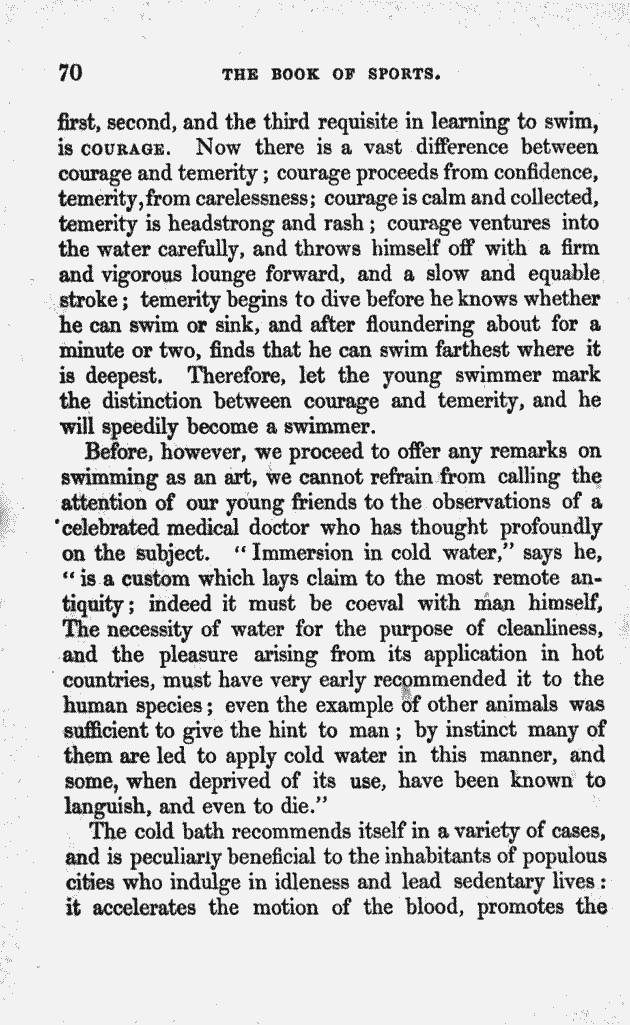 70 THE BOOK OF SPORTS.
first, second, and the third requisite in learning to swim,
is COURAGE. Now there is a vast difference between
courage and temerity; courage proceeds from confidence,
temerity, from carelessness; courage is calm and collected,
temerity is headstrong and rash; courage ventures into
the water carefully, and throws himself off with a firm
and vigorous lounge forward, and a slow and equable
stroke; temerity begins to dive before he knows whether
he can swim or sink, and after floundering about for a
minute or two, finds that he can swim farthest where it
is deepest. Therefore, let the young swimmer mark
the distinction between courage and temerity, and he
will speedily become a swimmer.
Before, however, we proceed to offer any remarks on
swimming as an art, we cannot refrain from calling the
attention of our young friends to the observations of a
celebrated medical doctor who has thought profoundly
on the subject. "Immersion in cold water," says he,
"is a custom which lays claim to the most remote an-
tiquity; indeed it must be coeval with man himself,
The necessity of water for the purpose of cleanliness,
and the pleasure arising from its application in hot
countries, must have very early recommended it to the
human species; even the example of other animals was
sufficient to give the hint to man; by instinct many of
them are led to apply cold water in this manner, and
some, when deprived of its use, have been known to
languish, and even to die."
The cold bath recommends itself in a variety of cases,
and is peculiarly beneficial to the inhabitants of populous
cities who indulge in idleness and lead sedentary lives:
it accelerates the motion of the blood, promotes the